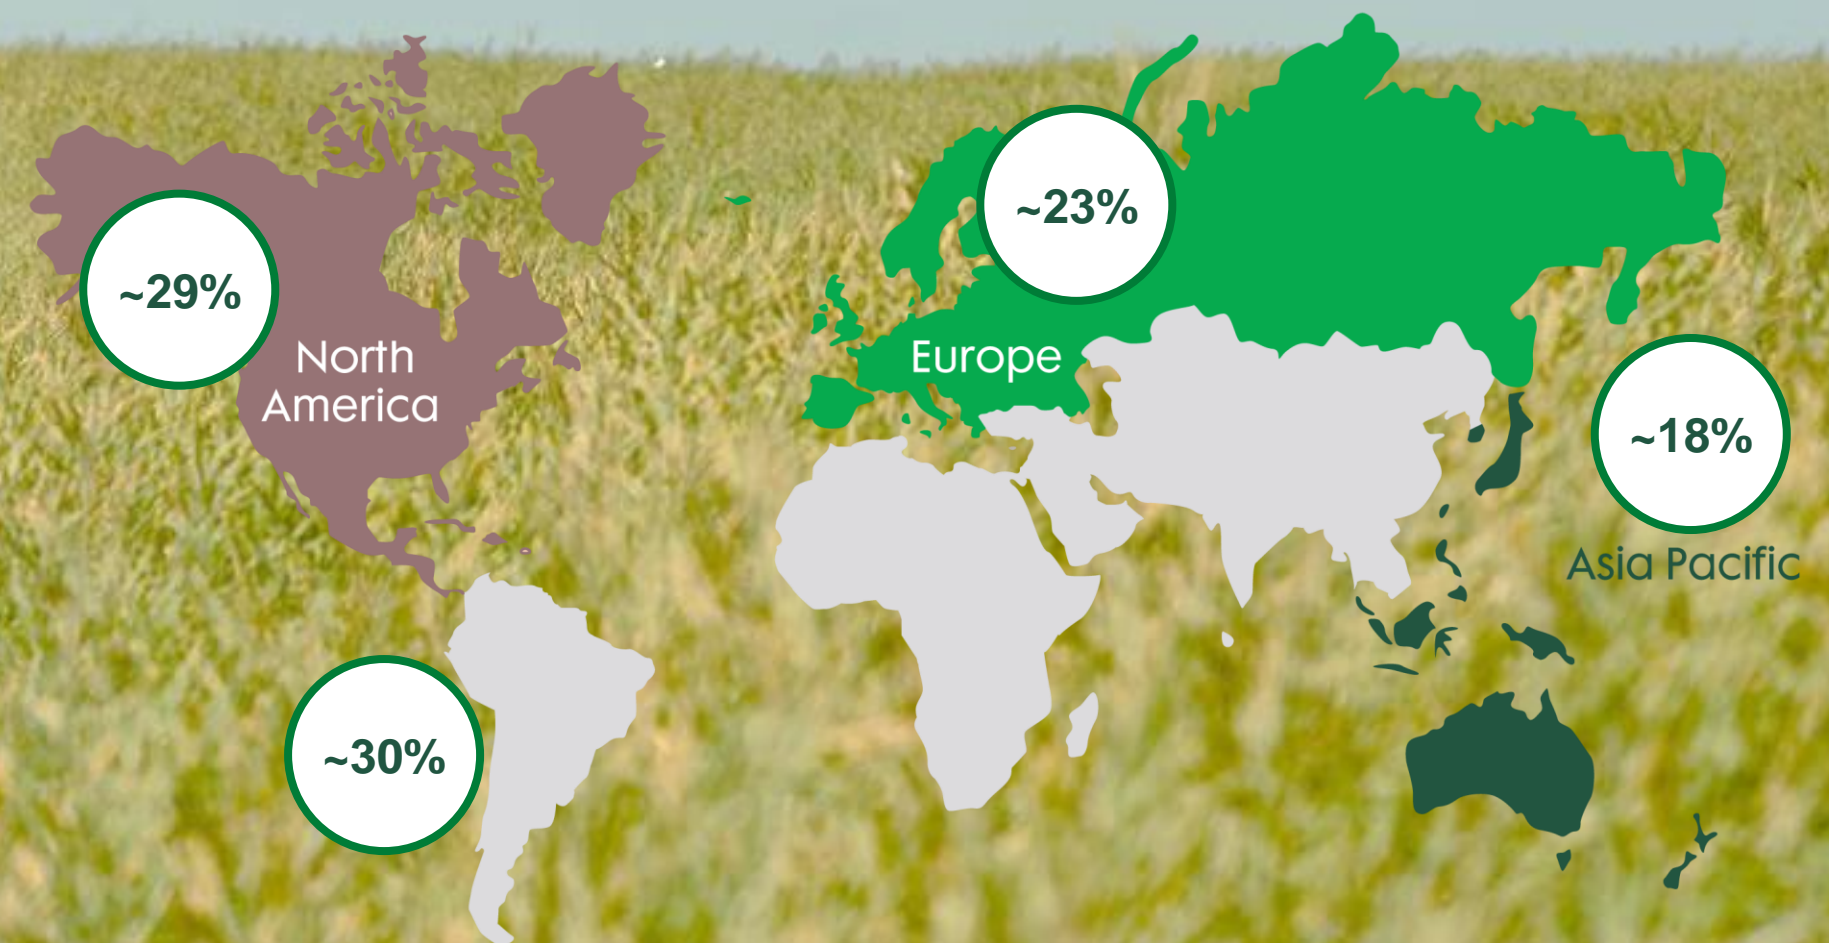 ~23%
~29%
North
America
Europe
~18%
Asia Pacific
~30%